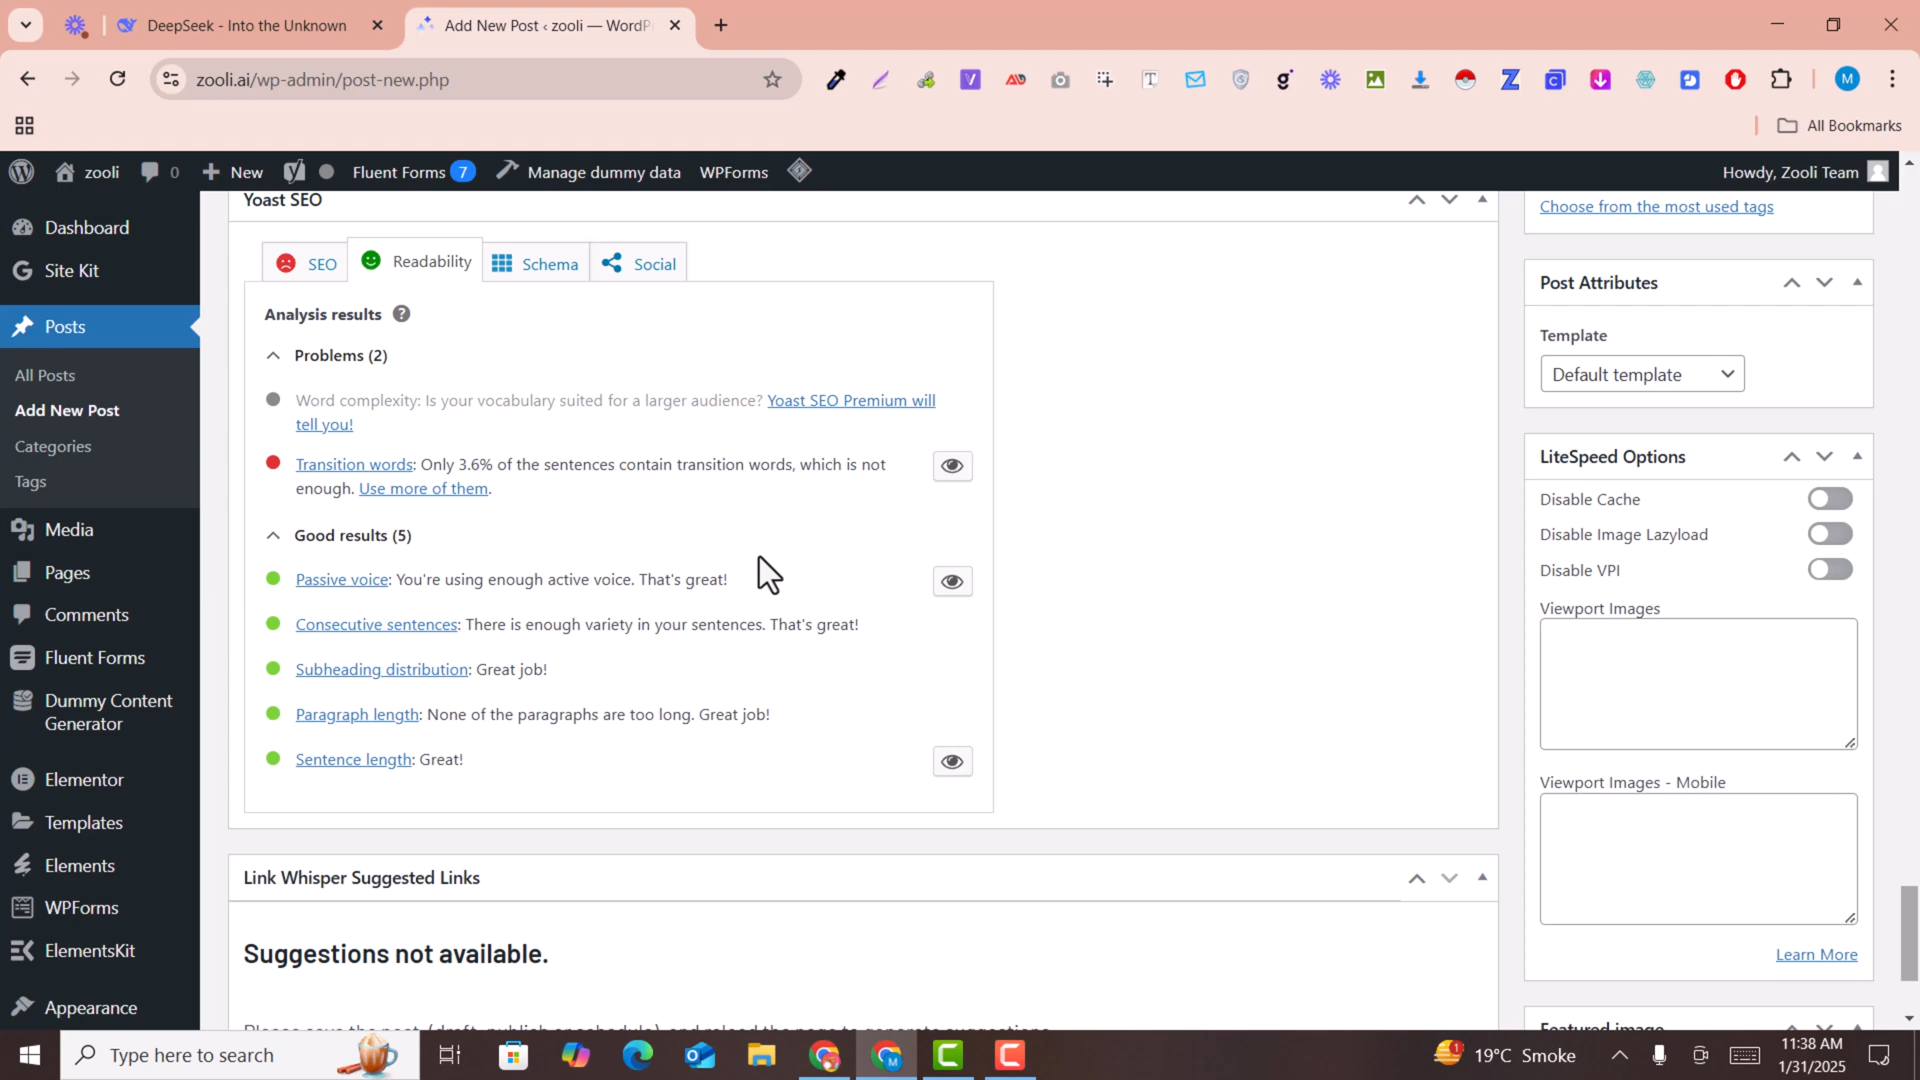 DeepSeek - Into the Unknown
Add New Post ‹ zooli — WordP
zooli.ai/wp-admin/post-new.php
M
All Bookmarks
zooli
0
New
Fluent Forms 7
Manage dummy data
WPForms
Howdy, Zooli Team
Dashboard
Site Kit
Posts
All Posts
Add New Post
Categories
Tags
Media
Pages
Comments
Fluent Forms
Dummy Content
Generator
Elementor
Templates
Elements
WPForms
ElementsKit
Appearance
Yoast SEO
SEO
Readability
Schema
Social
Analysis results
Problems (2)
Word complexity: Is your vocabulary suited for a larger audience? Yoast SEO Premium will
tell you!
Transition words: Only 3.6% of the sentences contain transition words, which is not
enough. Use more of them.
Good results (5)
Passive voice: You're using enough active voice. That's great!
Consecutive sentences: There is enough variety in your sentences. That's great!
Subheading distribution: Great job!
Paragraph length: None of the paragraphs are too long. Great job!
Sentence length: Great!
Link Whisper Suggested Links
Suggestions not available.
Please save the post (draft, publish or schedule), and reload the page to generate suggestions
Choose from the most used tags
Post Attributes
Template
Default template
LiteSpeed Options
Disable Cache
Disable Image Lazyload
Disable VPI
Viewport Images
Viewport Images - Mobile
Learn More
Featured image
Type here to search
19°C Smoke
11:38 AM
1/31/2025